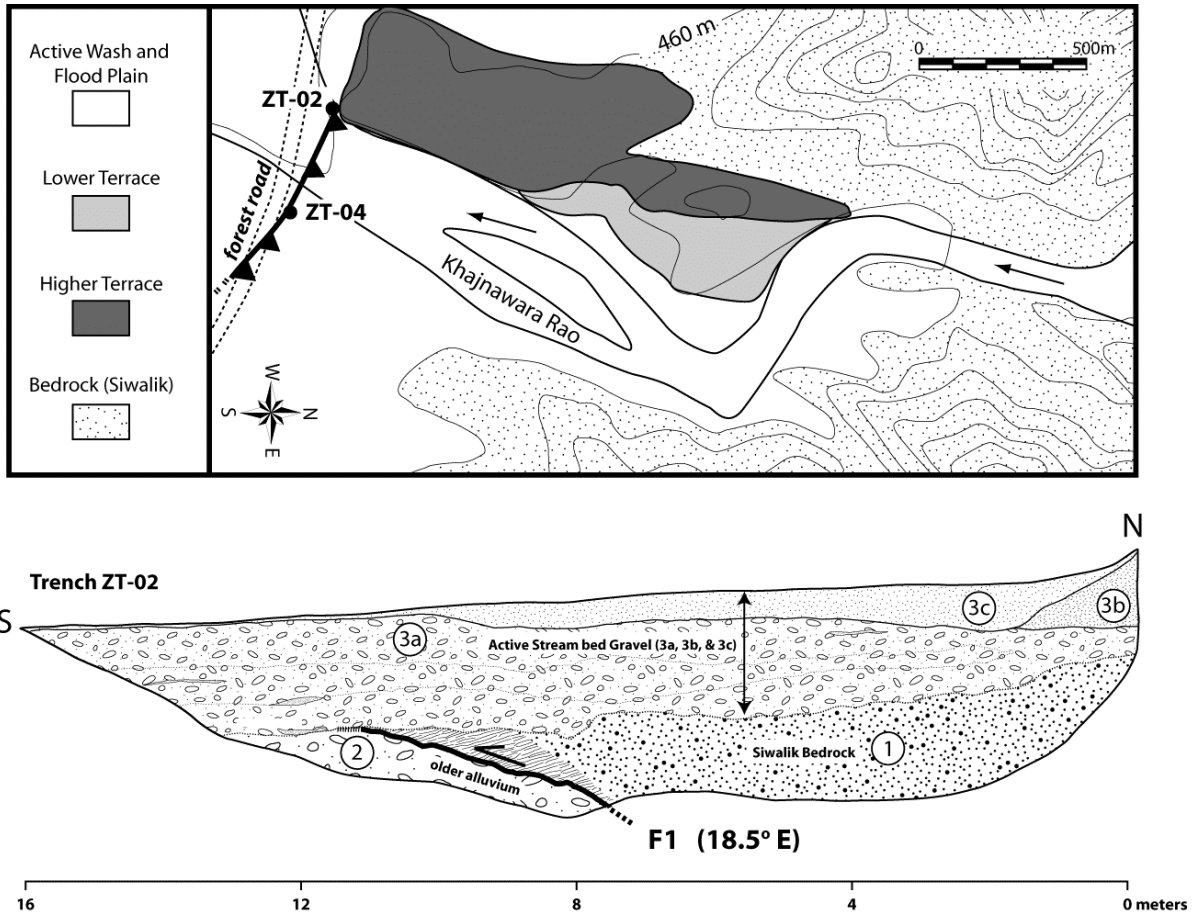 Active Wash and
Flood Plain
Lower Terrace
Higher Terrace
Bedrock (Siwalik)
460 m
0 500m
ZT-02
ZT-04
forest road
Khajnawara Rao
W
S N
E
N
Trench ZT-02
S
3c
3b
3a
Active Stream bed Gravel (3a, 3b, & 3c)
2
older alluvium
Siwalik Bedrock
1
F1 (18.5º E)
16 12 8 4 0 meters